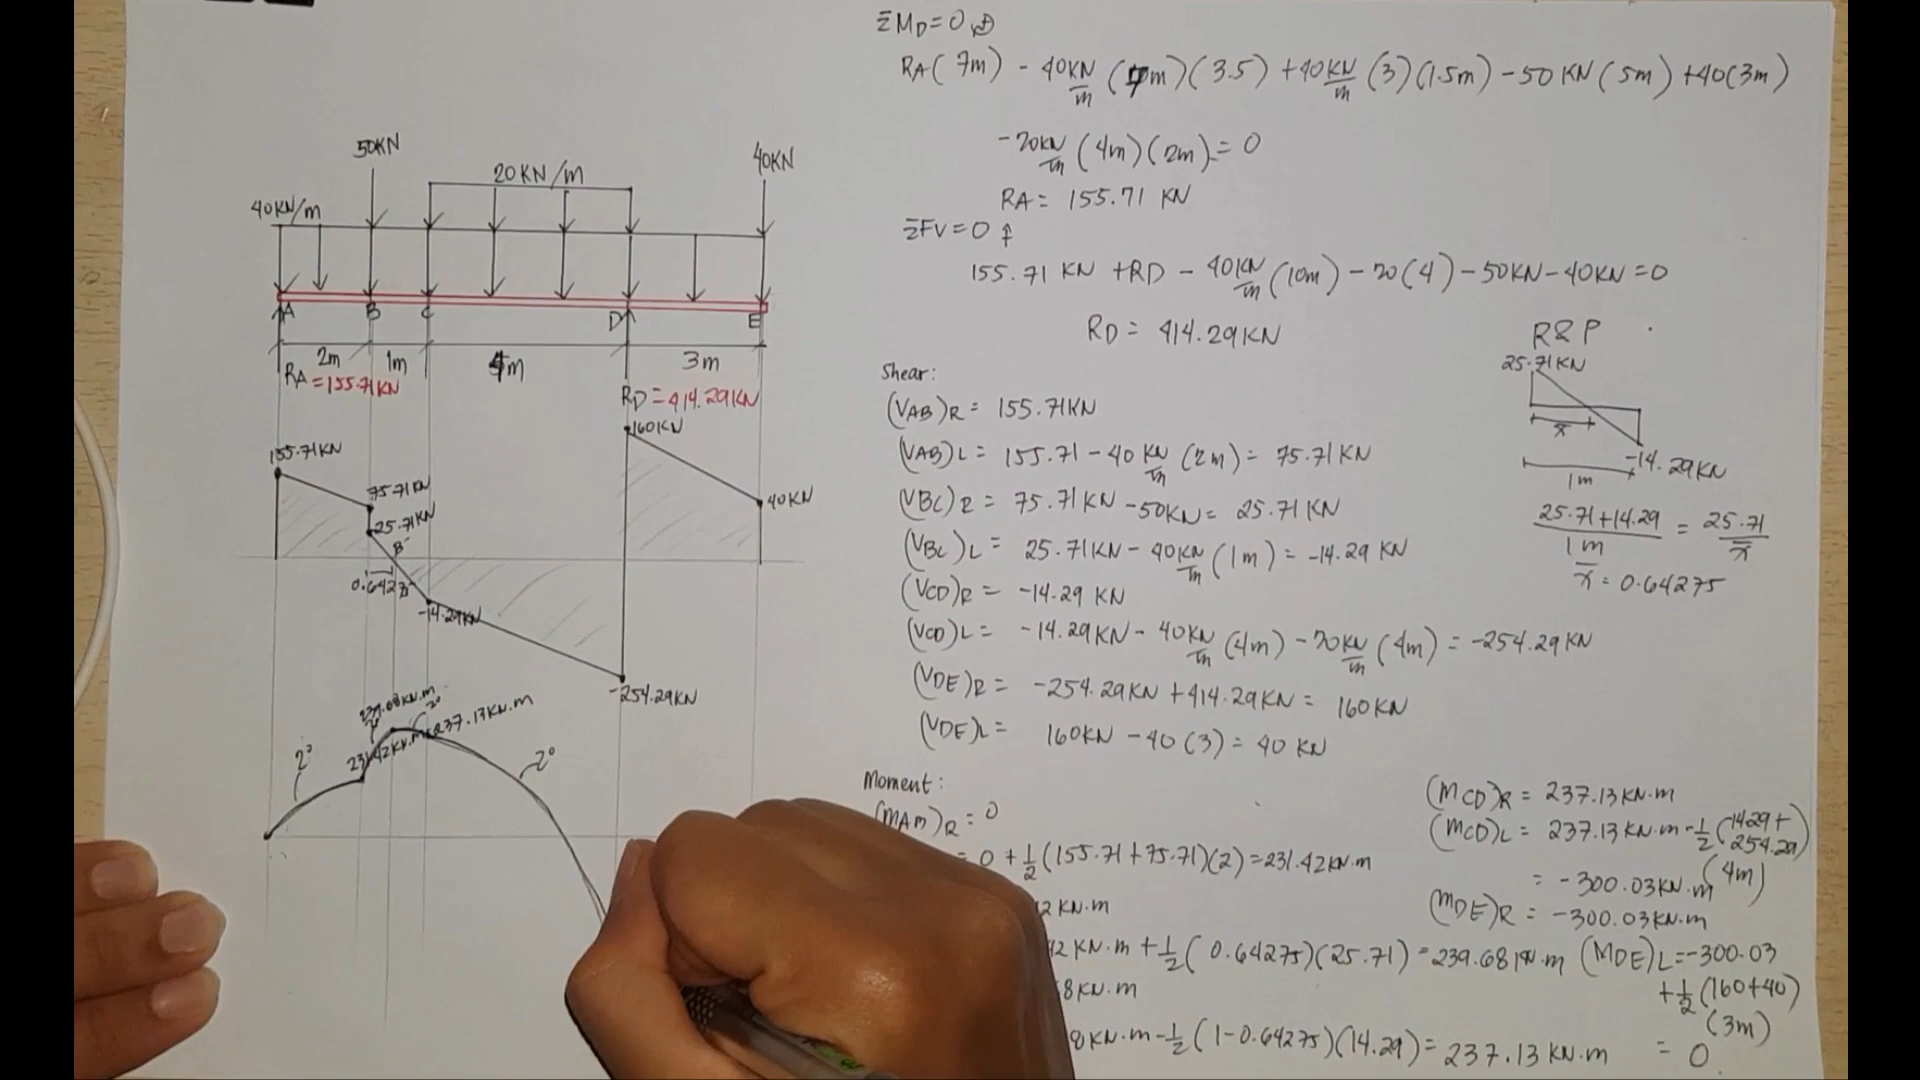 ΣMD=0
RA(7m) - 40KN/m (7m)(3.5) +40KN/m (3)(1.5m) -50KN(5m) +40(3m)
-20KN/m (4m)(2m) = 0
RA = 155.71 KN
ΣFV=0
155.71 KN +RD - 40KN/m (10m) - 20(4) - 50KN - 40KN = 0
RD = 414.29KN
50KN
40KN
20KN/m
40KN/m
A B C D E
2m 1m 4m 3m
RA = 155.71KN
RD = 414.29KN
155.71KN
75.71KN
25.71KN
B'
0.64275
-14.29KN
-254.29KN
160KN
40KN
2°
231.42KN.m
2°
2°
237.13KN.m
2°
Shear:
(VAB)R = 155.71KN
(VAB)L = 155.71 - 40 KN/m (2m) = 75.71KN
(VBC)R = 75.71KN - 50KN = 25.71KN
(VBC)L = 25.71KN - 40KN/m (1m) = -14.29 KN
(VCD)R = -14.29 KN
(VCD)L = -14.29KN - 40KN/m (4m) - 20KN/m (4m) = -254.29KN
(VDE)R = -254.29KN + 414.29KN = 160KN
(VDE)L = 160KN - 40(3) = 40 KN
R&P
25.71KN
x̄
-14.29KN
1m
25.71+14.29/1m = 25.71/x̄
x̄ = 0.64275
Moment:
(MAB)R = 0
= 0 + 1/2 (155.71+75.71)(2) = 231.42KN.m
2 KN.m
42 KN.m + 1/2 (0.64275)(25.71) = 239.68 KN.m
8KN.m
8KN.m - 1/2 (1-0.64275)(14.29) = 237.13 KN.m
(MCD)R = 237.13KN.m
(MCD)L = 237.13KN.m - 1/2 (14.29+
254.29)
(4m)
= -300.03KN.m
(MDE)R = -300.03KN.m
(MDE)L = -300.03
+ 1/2 (160+40)
(3m)
= 0